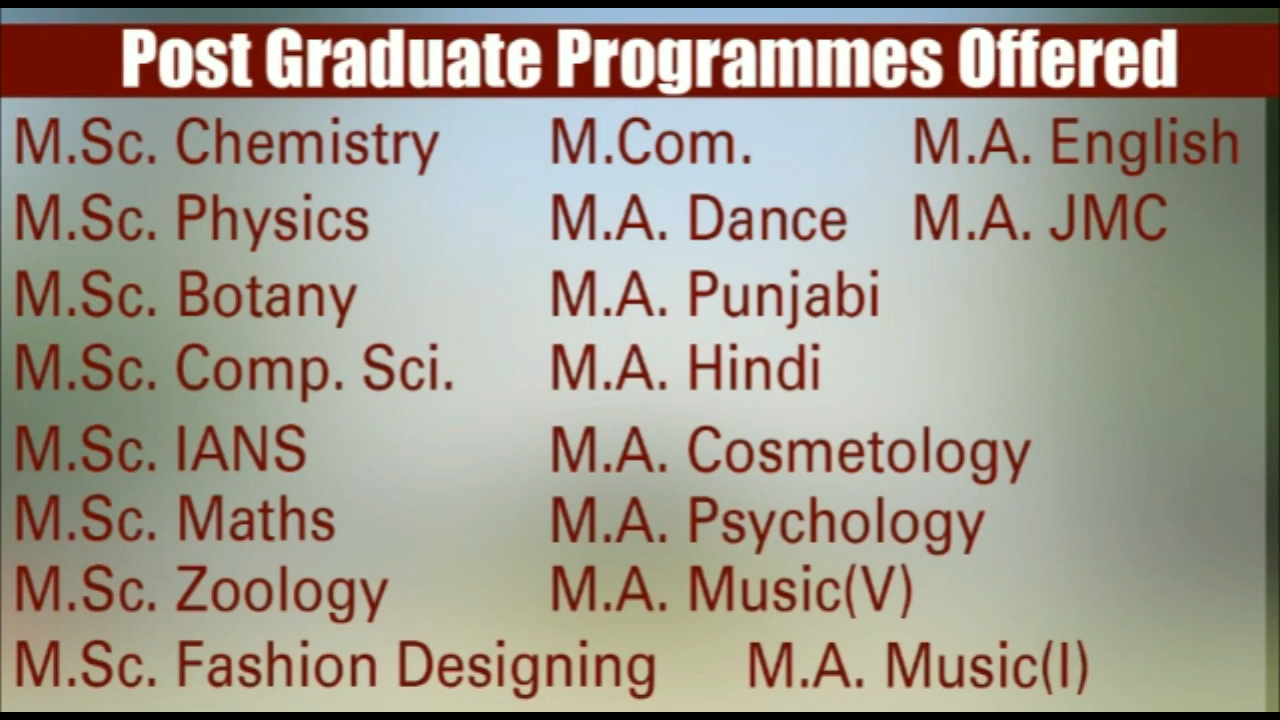 Post Graduate Programmes Offered
M.Sc. Chemistry M.Com. M.A. English
M.Sc. Physics M.A. Dance M.A. JMC
M.Sc. Botany M.A. Punjabi
M.Sc. Comp. Sci. M.A. Hindi
M.Sc. IANS M.A. Cosmetology
M.Sc. Maths M.A. Psychology
M.Sc. Zoology M.A. Music(V)
M.Sc. Fashion Designing M.A. Music(I)